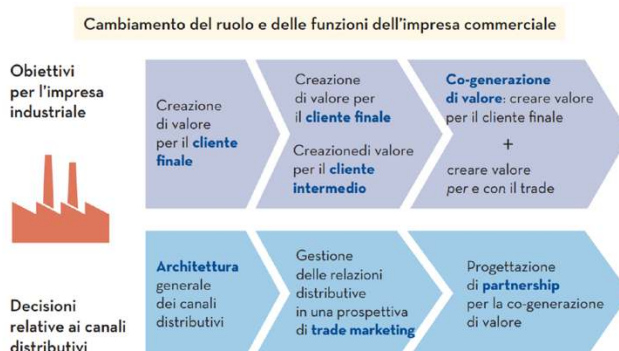 Cambiamento del ruolo e delle funzioni dell'impresa commerciale
Obiettivi
per l'impresa
industriale
Creazione
di valore
per il cliente
finale
Creazione
di valore per
il cliente finale
Creazionedi valore
per il cliente
intermedio
Co-generazione
di valore: creare valore
per il cliente finale
+
creare valore
per e con il trade
Decisioni
relative ai canali
distributivi
Architettura
generale
dei canali
distributivi
Gestione
delle relazioni
distributive
in una prospettiva
di trade marketing
Progettazione
di partnership
per la co-generazione
di valore